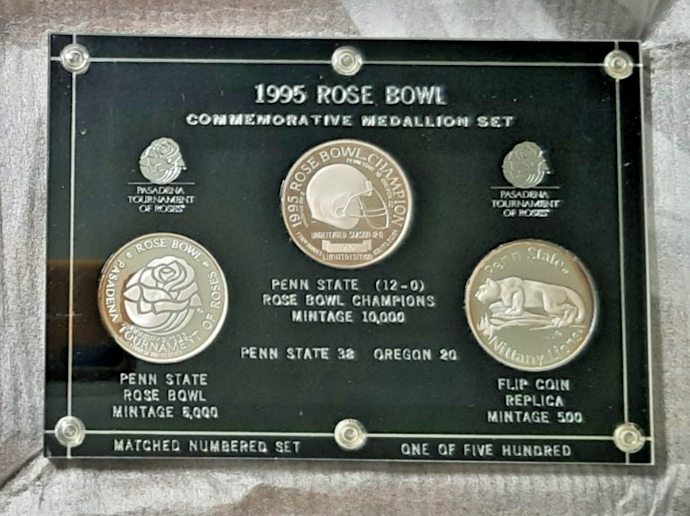 1995 ROSE BOWL
COMMEMORATIVE MEDALLION SET
PASADENA
TOURNAMENT
OF ROSES
PASADENA
TOURNAMENT
OF ROSES
1995 ROSE BOWL CHAMPION
UNDEFEATED SEASON
LIMITED EDITION
ROSE BOWL
PASADENA TOURNAMENT OF ROSES
Penn State
Nittany Lions
PENN STATE (12-0)
ROSE BOWL CHAMPIONS
MINTAGE 10,000
PENN STATE 38 OREGON 20
PENN STATE
ROSE BOWL
MINTAGE 5,000
FLIP COIN
REPLICA
MINTAGE 500
MATCHED NUMBERED SET
ONE OF FIVE HUNDRED